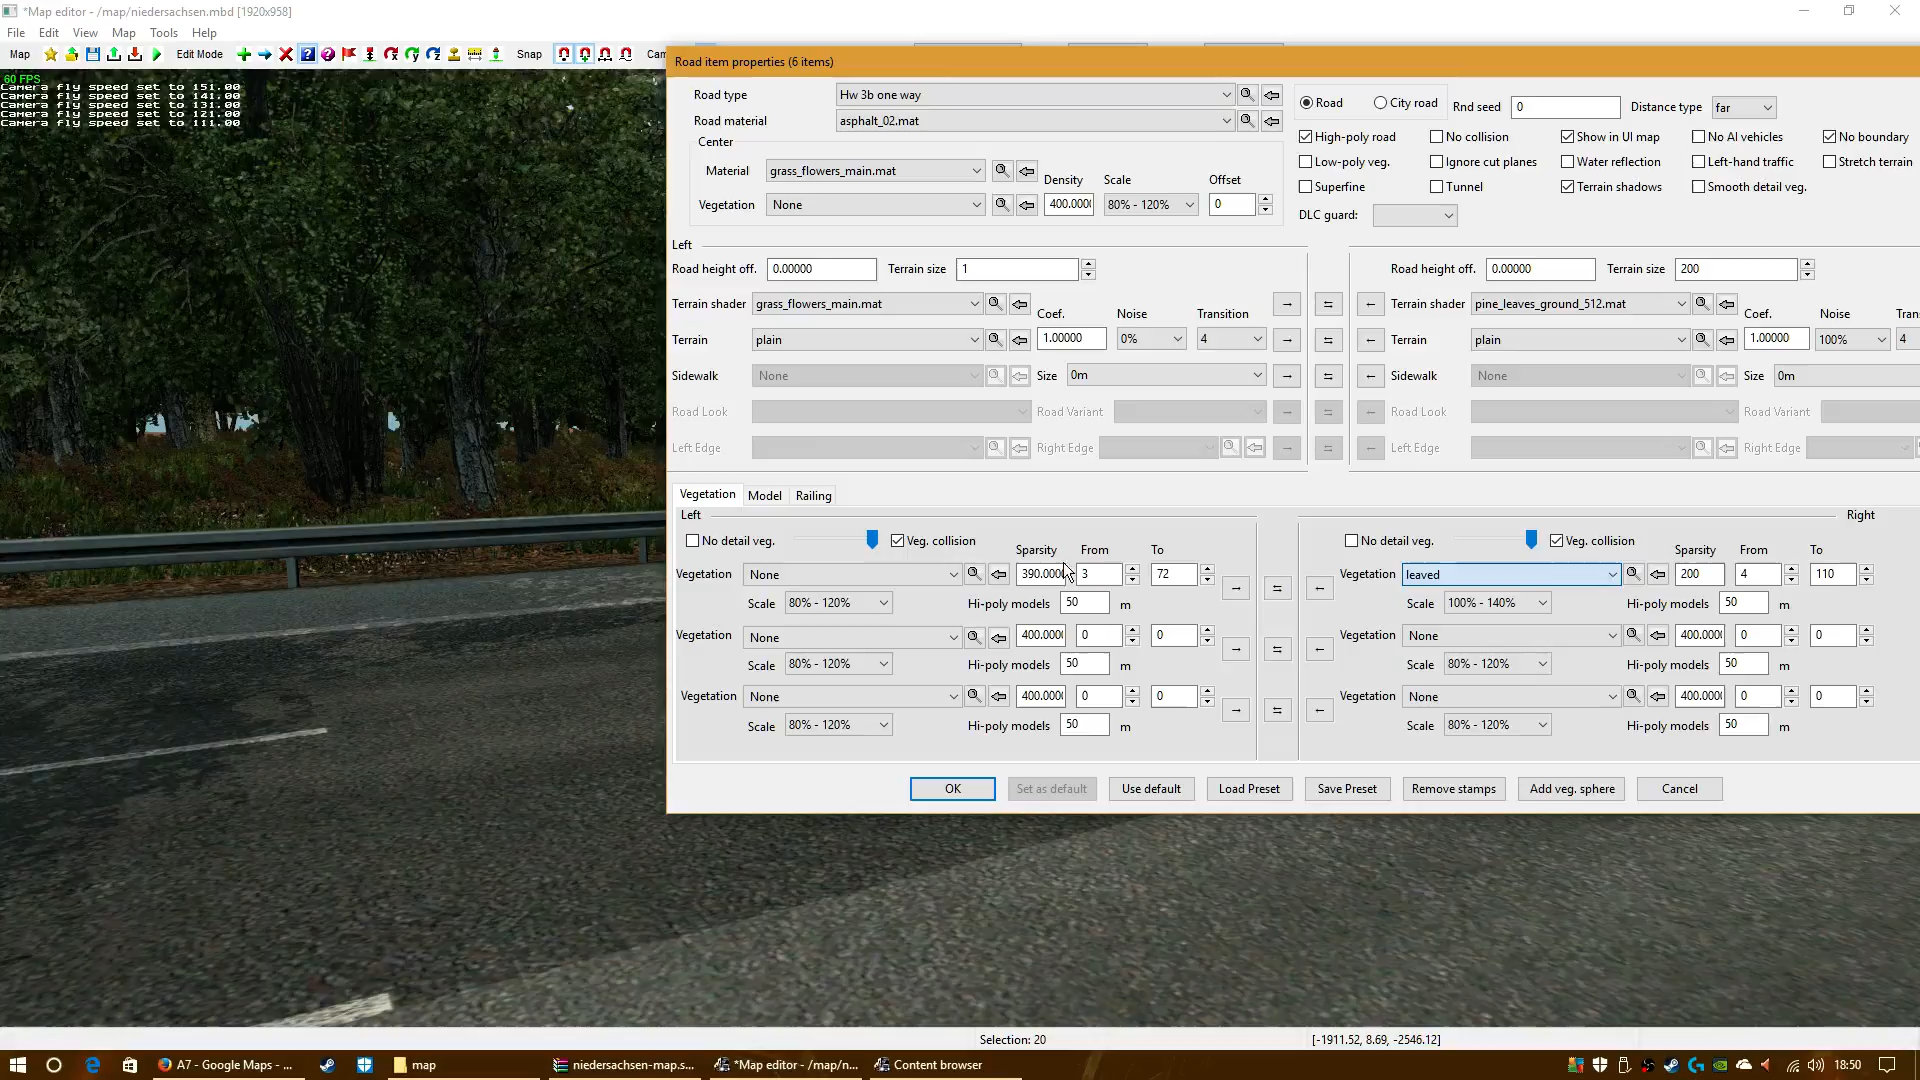 *Map editor - /map/niedersachsen.mbd [1920x958]
File Edit View Map Tools Help
Map Edit Mode Snap
60 FPS
Camera fly speed set to 151.00
Camera fly speed set to 141.00
Camera fly speed set to 131.00
Camera fly speed set to 121.00
Camera fly speed set to 111.00
Road item properties (6 items)
Road type Hw 3b one way
Road material asphalt_02.mat
Road City road Rnd seed 0 Distance type far
High-poly road No collision Show in UI map No AI vehicles No boundary
Low-poly veg. Ignore cut planes Water reflection Left-hand traffic Stretch terrain
Superfine Tunnel Terrain shadows Smooth detail veg.
DLC guard:
Center
Material grass_flowers_main.mat
Density Scale Offset
Vegetation None 400.000 80% - 120% 0
Left
Road height off. 0.00000 Terrain size 1
Terrain shader grass_flowers_main.mat
Coef. Noise Transition
Terrain plain 1.00000 0% 4
Sidewalk None Size 0m
Road Look Road Variant
Left Edge Right Edge
Road height off. 0.00000 Terrain size 200
Terrain shader pine_leaves_ground_512.mat
Coef. Noise
Terrain plain 1.00000 100% 4
Sidewalk None Size 0m
Road Look Road Variant
Left Edge Right Edge
Vegetation Model Railing
Left
No detail veg. Veg. collision
Sparsity From To
Vegetation None 390.000 3 72
Scale 80% - 120% Hi-poly models 50 m
Vegetation None 400.000 0 0
Scale 80% - 120% Hi-poly models 50 m
Vegetation None 400.000 0 0
Scale 80% - 120% Hi-poly models 50 m
Right
No detail veg. Veg. collision
Sparsity From To
Vegetation leaved 200 4 110
Scale 100% - 140% Hi-poly models 50 m
Vegetation None 400.000 0 0
Scale 80% - 120% Hi-poly models 50 m
Vegetation None 400.000 0 0
Scale 80% - 120% Hi-poly models 50 m
OK Set as default Use default Load Preset Save Preset Remove stamps Add veg. sphere Cancel
Selection: 20 [-1911.52, 8.69, -2546.12]
A7 - Google Maps - ... map niedersachsen-map.s... *Map editor - /map/n... Content browser 18:50